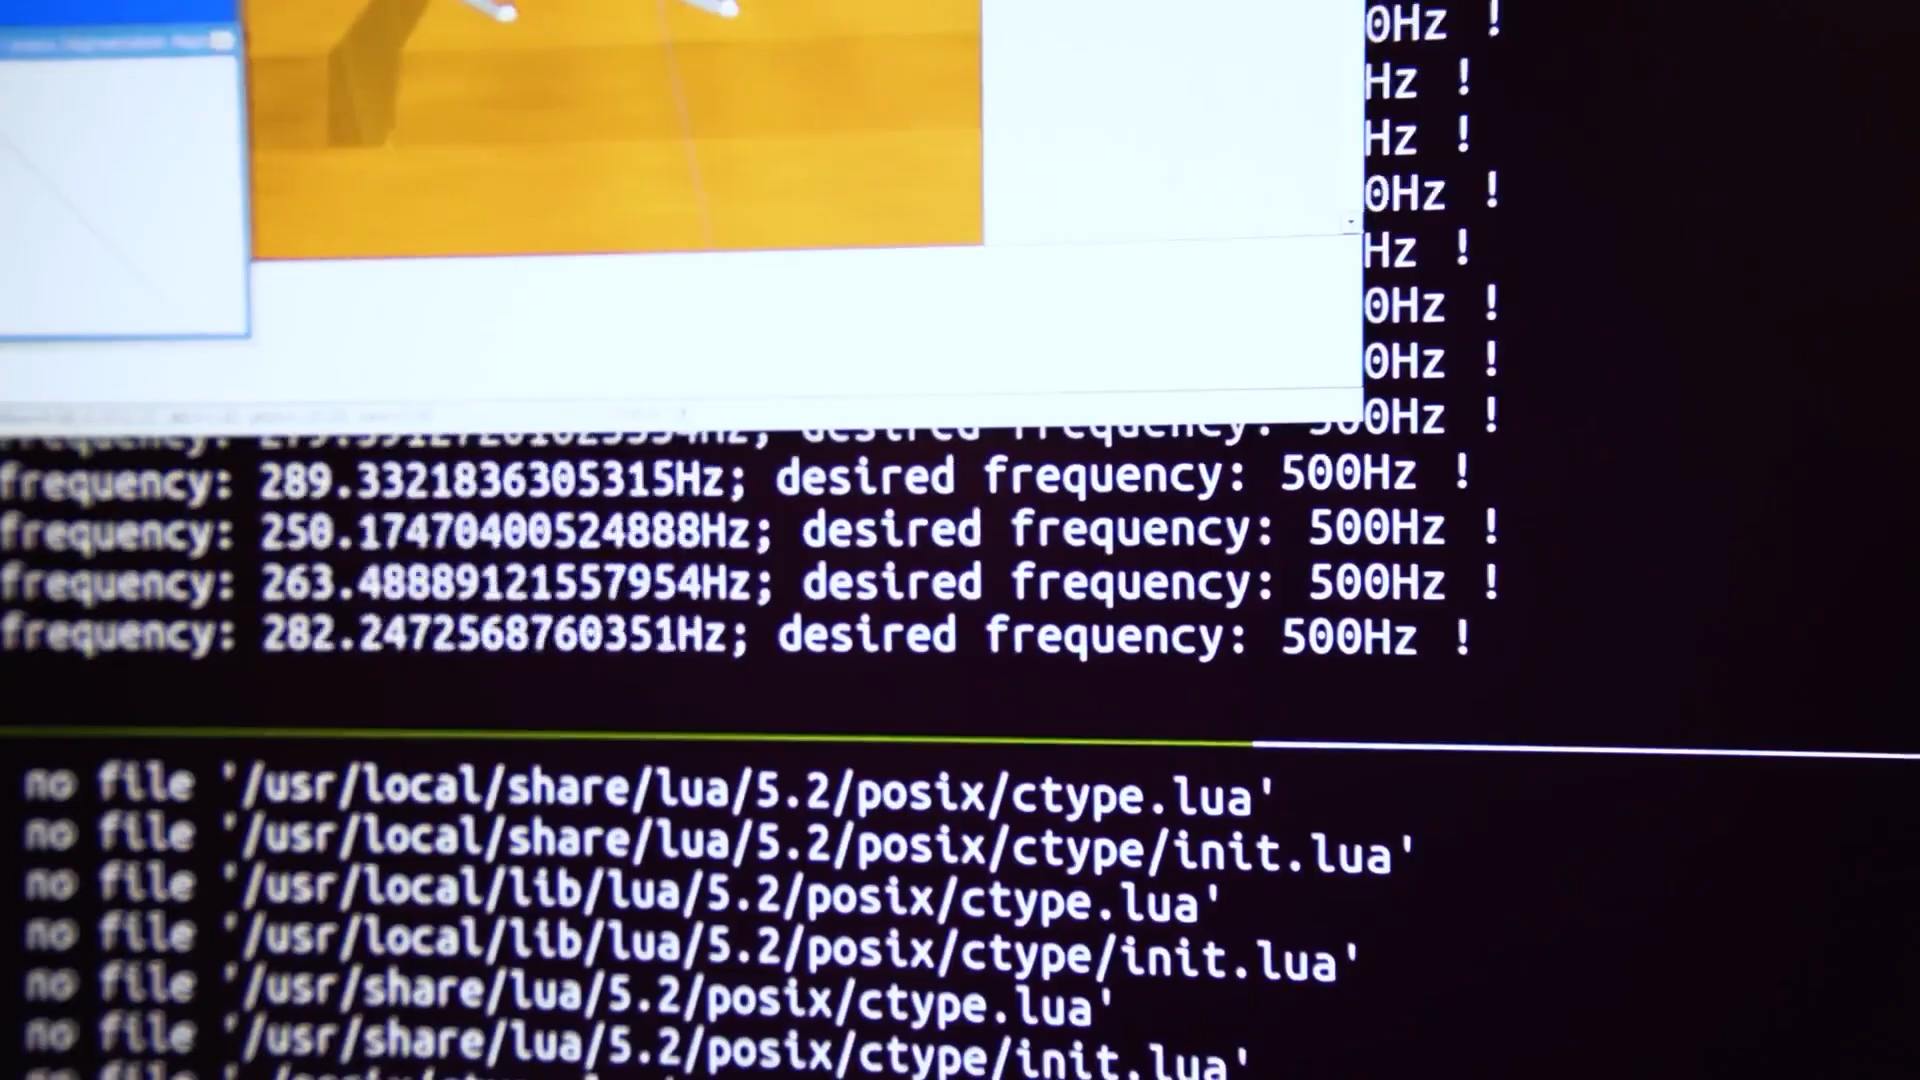 0Hz !
Hz !
Hz !
0Hz !
Hz !
0Hz !
0Hz !
0Hz !
frequency: 289.3321836305315Hz; desired frequency: 500Hz !
frequency: 250.17470400524888Hz; desired frequency: 500Hz !
frequency: 263.48889121557954Hz; desired frequency: 500Hz !
frequency: 282.2472568760351Hz; desired frequency: 500Hz !
no file '/usr/local/share/lua/5.2/posix/ctype.lua'
no file '/usr/local/share/lua/5.2/posix/ctype/init.lua'
no file '/usr/local/lib/lua/5.2/posix/ctype.lua'
no file '/usr/local/lib/lua/5.2/posix/ctype/init.lua'
no file '/usr/share/lua/5.2/posix/ctype.lua'
no file '/usr/share/lua/5.2/posix/ctype/init.lua'